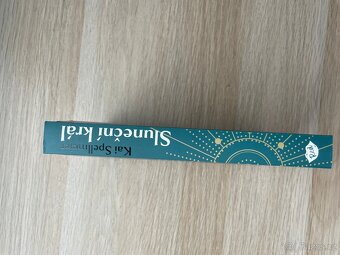 Kai Spellmeier
Sluneční král